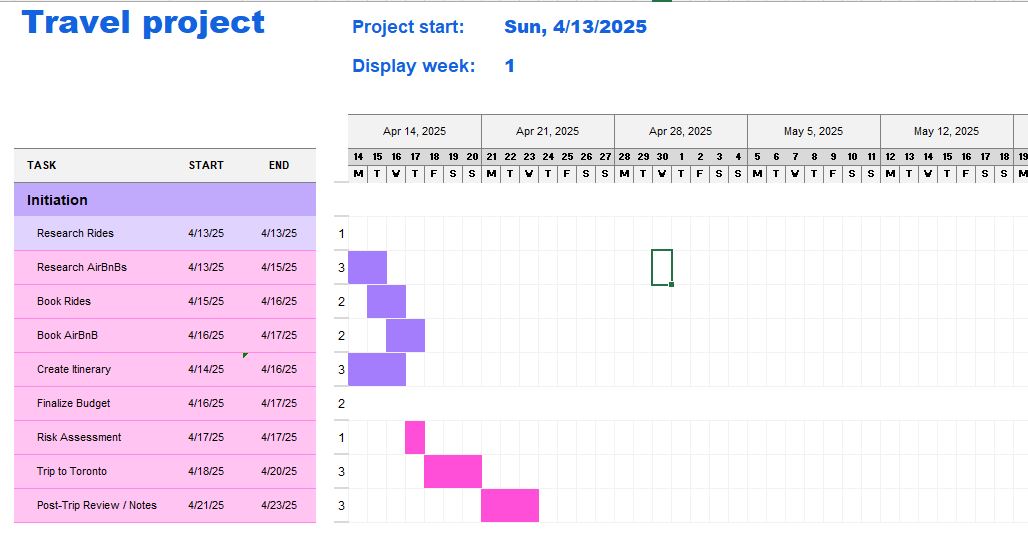 Travel project
Project start: Sun, 4/13/2025
Display week: 1
Apr 14, 2025 Apr 21, 2025 Apr 28, 2025 May 5, 2025 May 12, 2025
14 15 16 17 18 19 20 21 22 23 24 25 26 27 28 29 30 1 2 3 4 5 6 7 8 9 10 11 12 13 14 15 16 17 18 19
TASK START END
M T W T F S S M T W T F S S M T W T F S S M T W T F S S M T W T F S S M
Initiation
Research Rides 4/13/25 4/13/25 1
Research AirBnBs 4/13/25 4/15/25 3
Book Rides 4/15/25 4/16/25 2
Book AirBnB 4/16/25 4/17/25 2
Create Itinerary 4/14/25 4/16/25 3
Finalize Budget 4/16/25 4/17/25 2
Risk Assessment 4/17/25 4/17/25 1
Trip to Toronto 4/18/25 4/20/25 3
Post-Trip Review / Notes 4/21/25 4/23/25 3